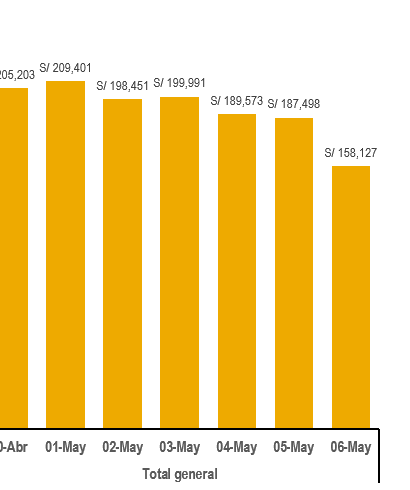 205,203 S/ 209,401 S/ 198,451 S/ 199,991 S/ 189,573 S/ 187,498 S/ 158,127
0-Abr 01-May 02-May 03-May 04-May 05-May 06-May
Total general